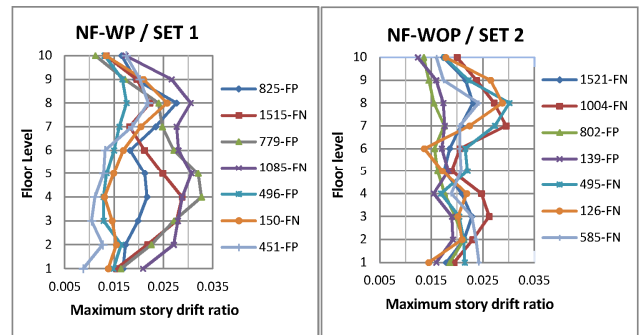 NF-WP / SET 1
Floor Level
10
9
8
7
6
5
4
3
2
1
0.005
0.015
0.025
0.035
Maximum story drift ratio
825-FP
1515-FN
779-FP
1085-FN
496-FP
150-FN
451-FP
NF-WOP / SET 2
Floor level
10
9
8
7
6
5
4
3
2
1
0.005
0.015
0.025
0.035
Maximum story drift ratio
1521-FN
1004-FN
802-FP
139-FP
495-FN
126-FN
585-FN